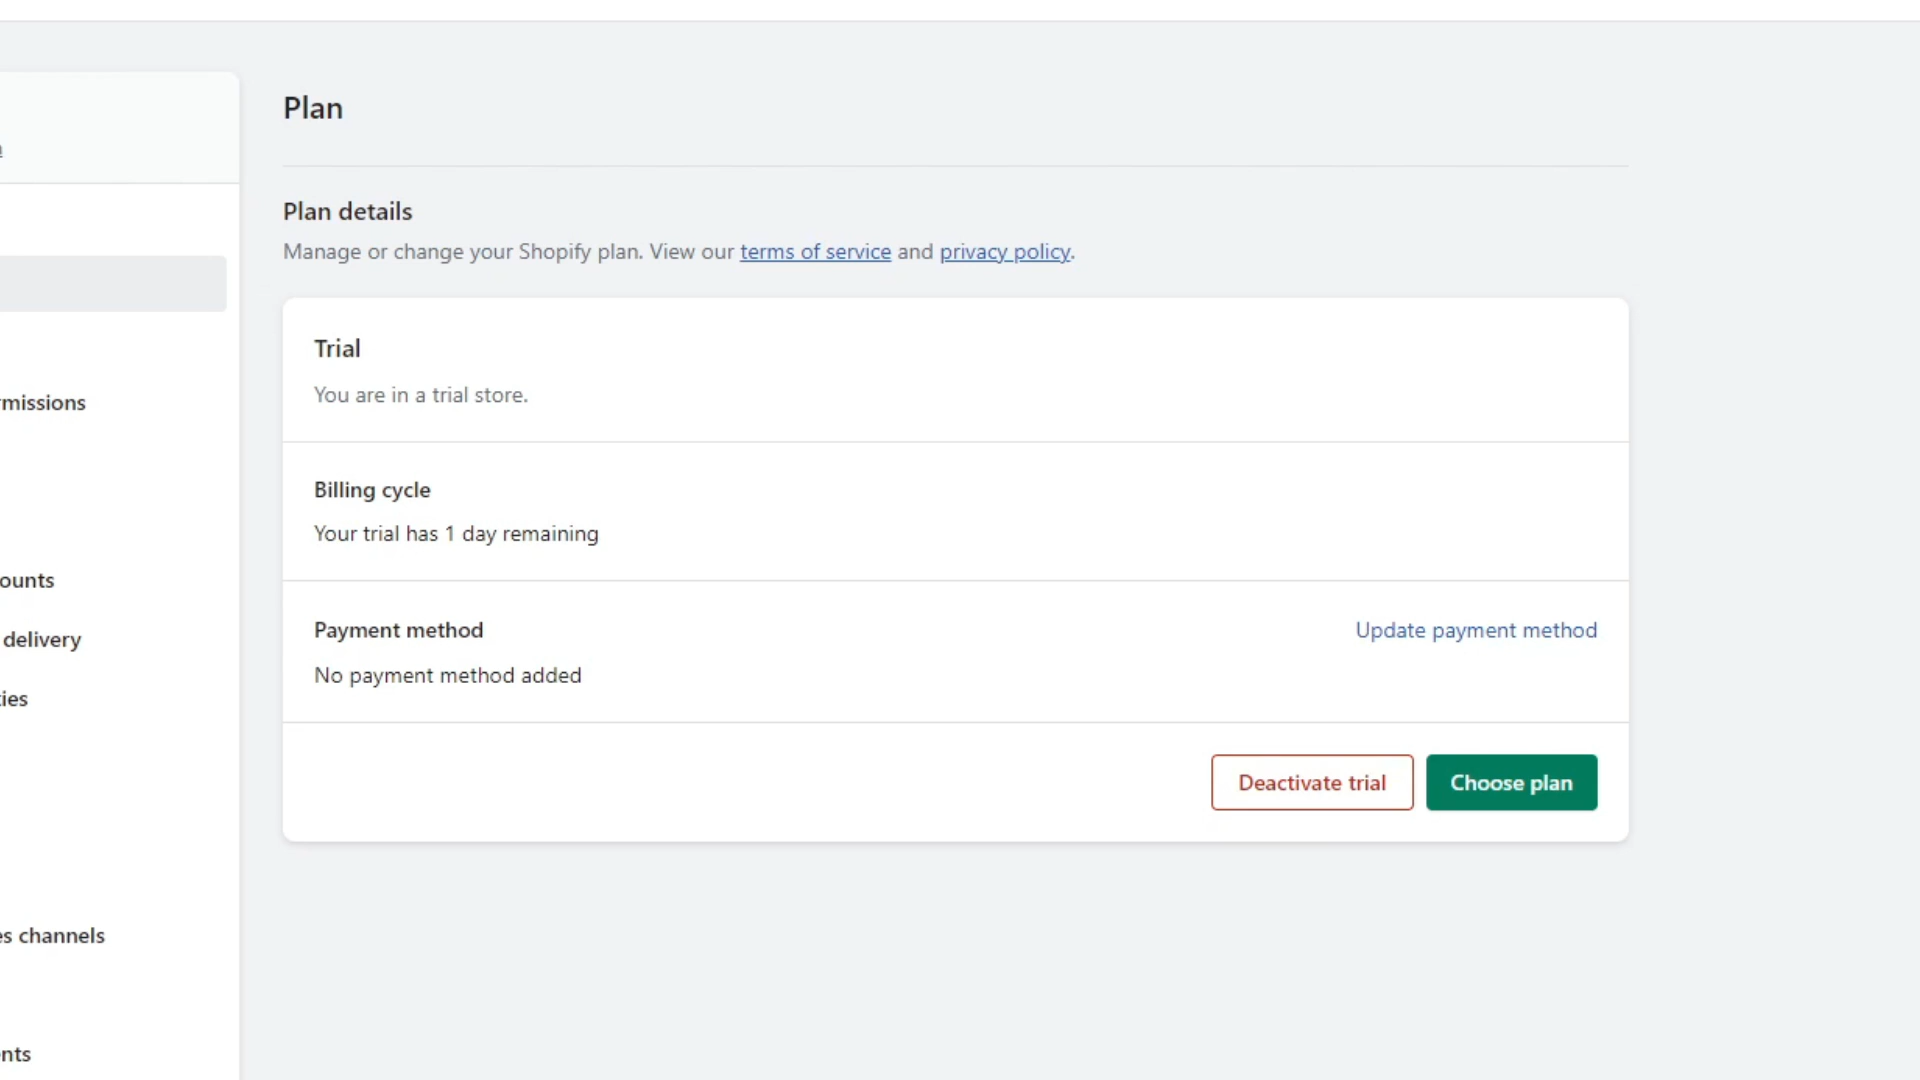 Plan
Plan details
Manage or change your Shopify plan. View our terms of service and privacy policy.
Trial
You are in a trial store.
missions
Billing cycle
Your trial has 1 day remaining
ounts
Payment method
Update payment method
delivery
No payment method added
ies
Deactivate trial
Choose plan
es channels
nts